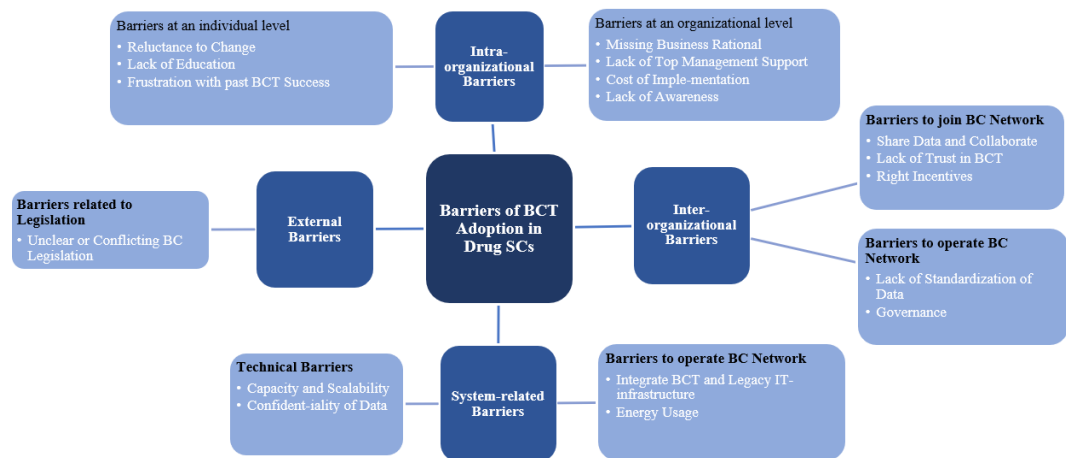 Barriers at an individual level
• Reluctance to Change
• Lack of Education
• Frustration with past BCT Success
Intra-
organizational
Barriers
Barriers at an organizational level
• Missing Business Rational
• Lack of Top Management Support
• Cost of Imple-mentation
• Lack of Awareness
Barriers to join BC Network
• Share Data and Collaborate
• Lack of Trust in BCT
• Right Incentives
Barriers related to
Legislation
• Unclear or Conflicting BC
Legislation
External
Barriers
Barriers of BCT
Adoption in
Drug SCs
Inter-
organizational
Barriers
Barriers to operate BC
Network
• Lack of Standardization of
Data
• Governance
Technical Barriers
• Capacity and Scalability
• Confident-iality of Data
System-related
Barriers
Barriers to operate BC Network
• Integrate BCT and Legacy IT-
infrastructure
• Energy Usage